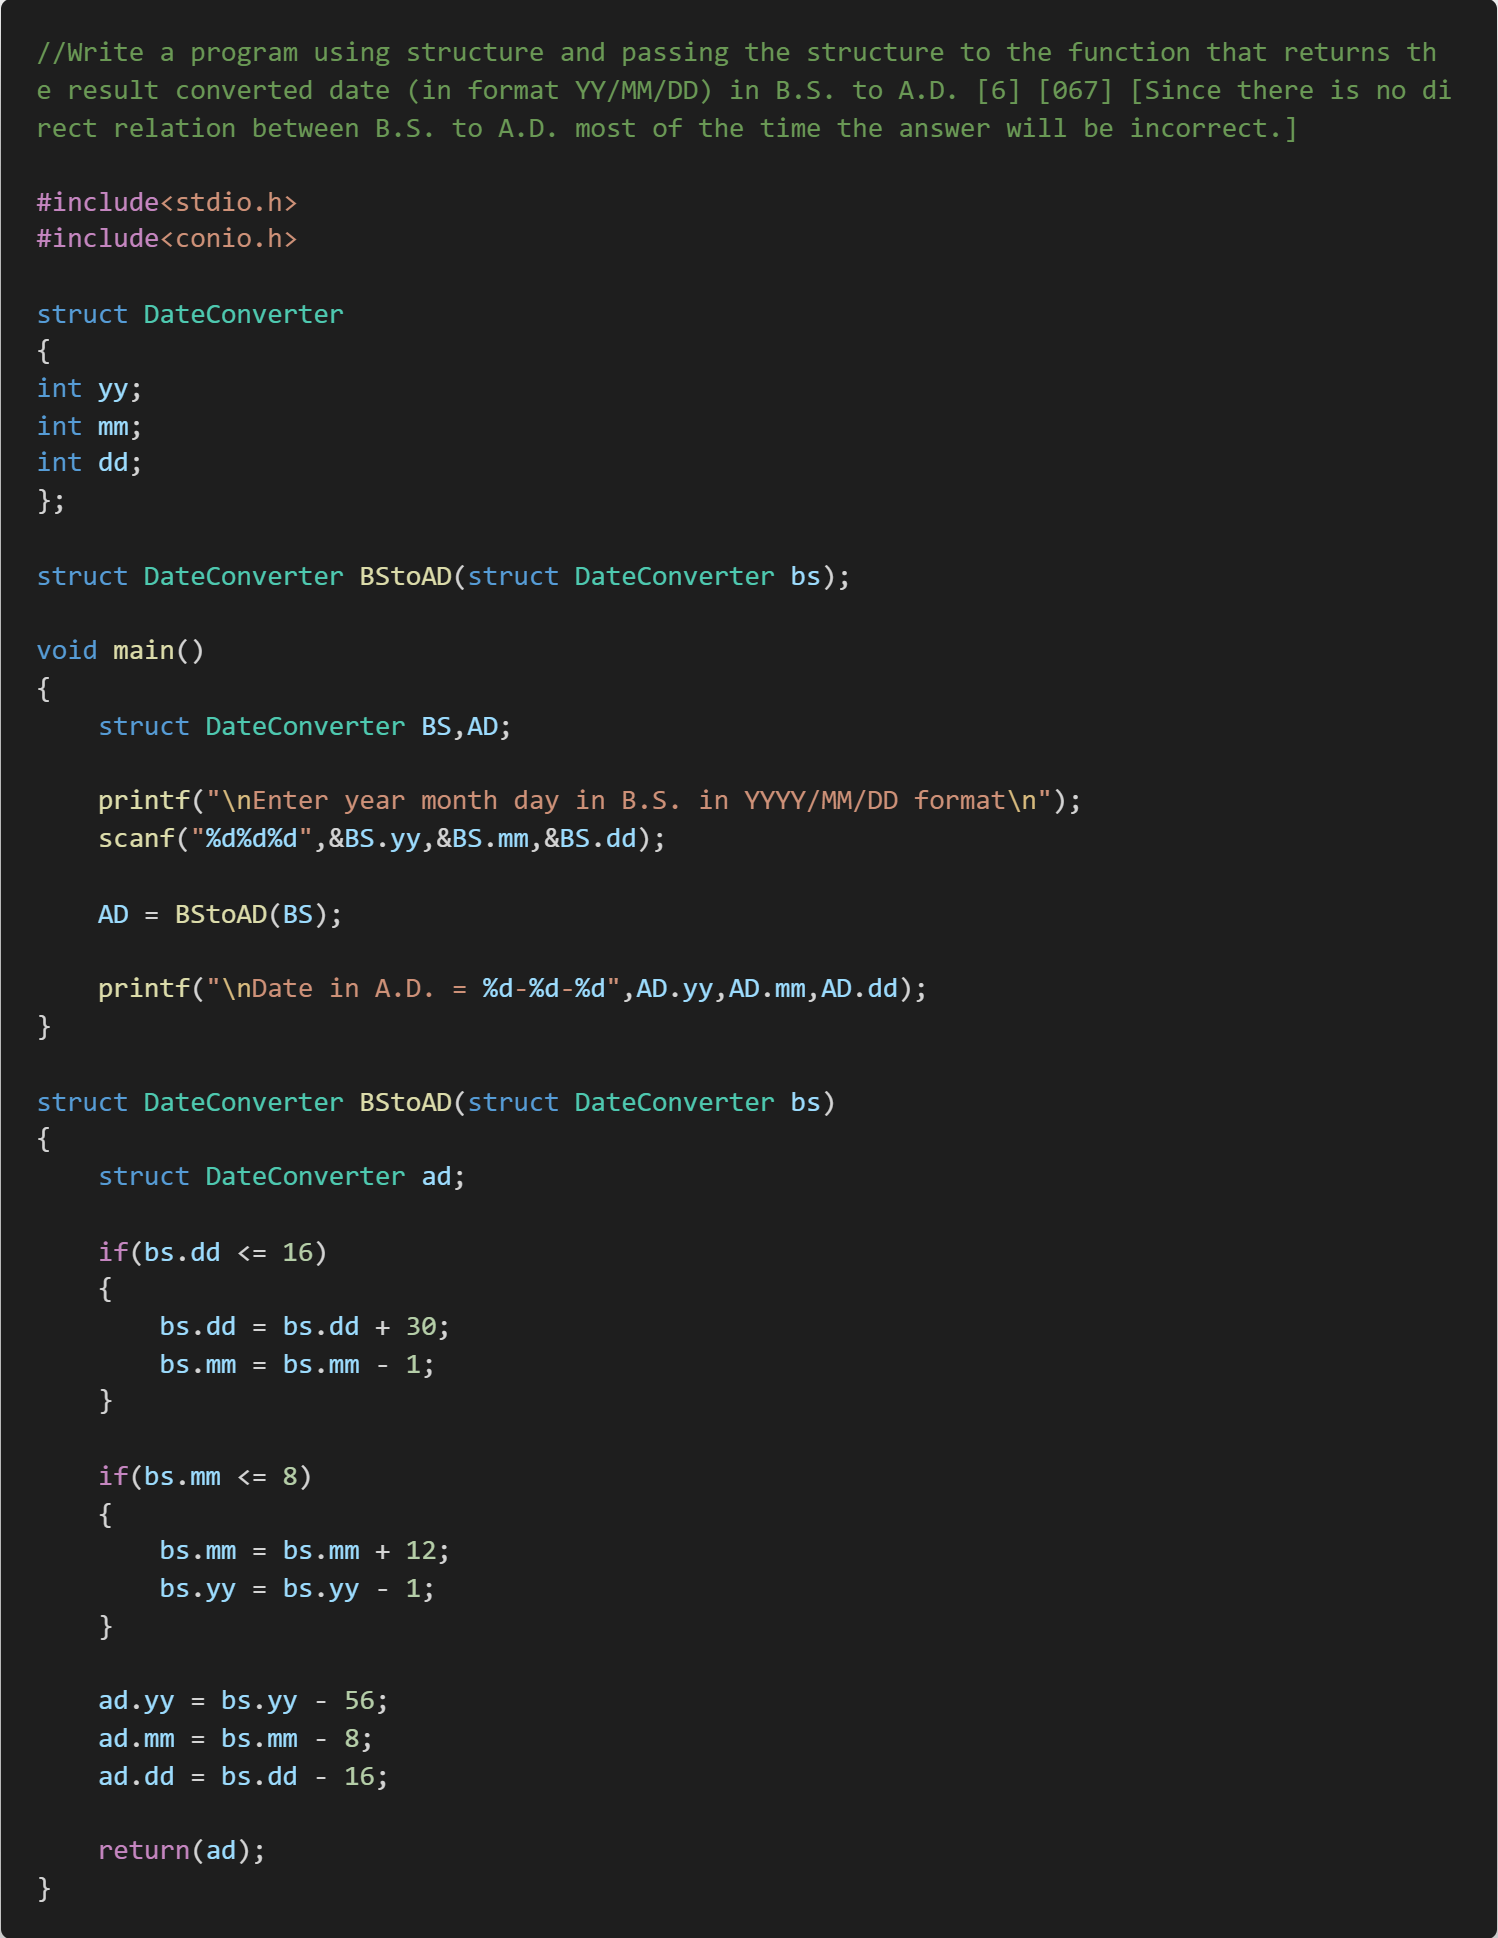 //Write a program using structure and passing the structure to the function that returns th
e result converted date (in format YY/MM/DD) in B.S. to A.D. [6] [067] [Since there is no di
rect relation between B.S. to A.D. most of the time the answer will be incorrect.]

#include<stdio.h>
#include<conio.h>

struct DateConverter
{
int yy;
int mm;
int dd;
};

struct DateConverter BStoAD(struct DateConverter bs);

void main()
{
    struct DateConverter BS,AD;

    printf("\nEnter year month day in B.S. in YYYY/MM/DD format\n");
    scanf("%d%d%d",&BS.yy,&BS.mm,&BS.dd);

    AD = BStoAD(BS);

    printf("\nDate in A.D. = %d-%d-%d",AD.yy,AD.mm,AD.dd);
}

struct DateConverter BStoAD(struct DateConverter bs)
{
    struct DateConverter ad;

    if(bs.dd <= 16)
    {
        bs.dd = bs.dd + 30;
        bs.mm = bs.mm - 1;
    }

    if(bs.mm <= 8)
    {
        bs.mm = bs.mm + 12;
        bs.yy = bs.yy - 1;
    }

    ad.yy = bs.yy - 56;
    ad.mm = bs.mm - 8;
    ad.dd = bs.dd - 16;

    return(ad);
}